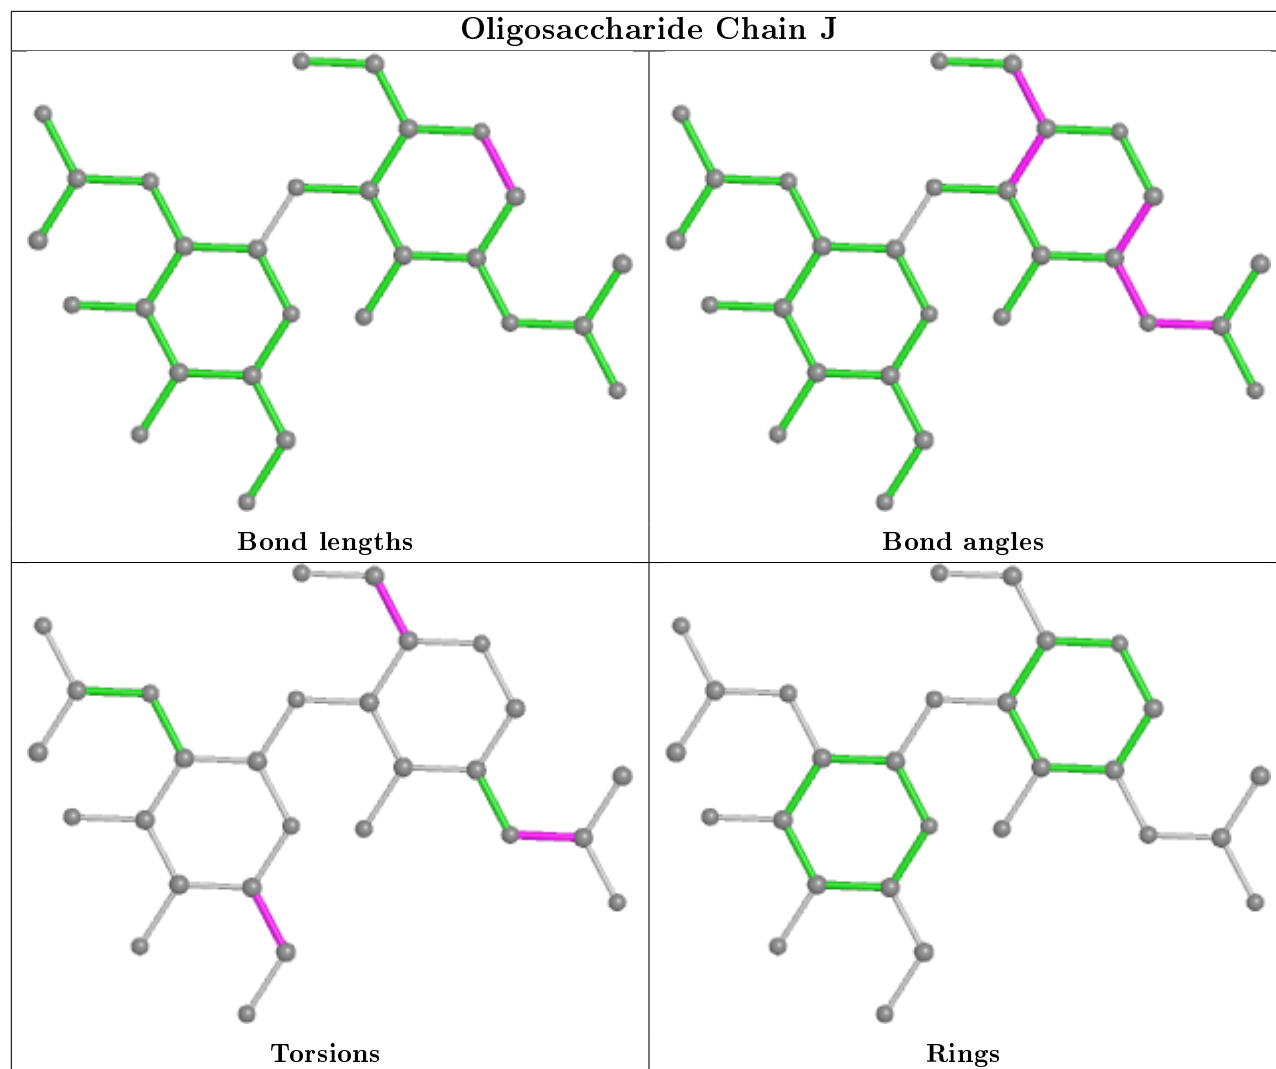 Oligosaccharide Chain J
Bond lengths
Bond angles
Torsions
Rings